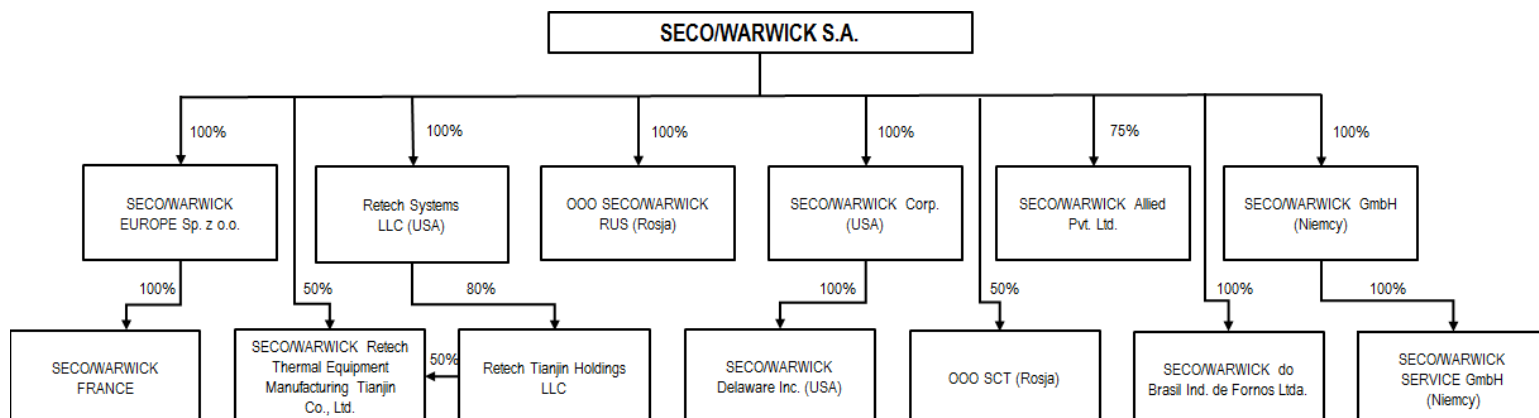 SECO/WARWICK S.A.
100%
100%
100%
100%
75%
100%
SECO/WARWICK
EUROPE Sp. z o.o.
Retech Systems
LLC (USA)
OOO SECO/WARWICK
RUS (Rosja)
SECO/WARWICK Corp.
(USA)
SECO/WARWICK Allied
Pvt. Ltd.
SECO/WARWICK GmbH
(Niemcy)
100%
50%
80%
100%
50%
100%
100%
SECO/WARWICK
FRANCE
SECO/WARWICK Retech
Thermal Equipment
Manufacturing Tianjin
Co., Ltd.
50%
Retech Tianjin Holdings
LLC
SECO/WARWICK
Delaware Inc. (USA)
OOO SCT (Rosja)
SECO/WARWICK do
Brasil Ind. de Fornos Ltda.
SECO/WARWICK
SERVICE GmbH
(Niemcy)